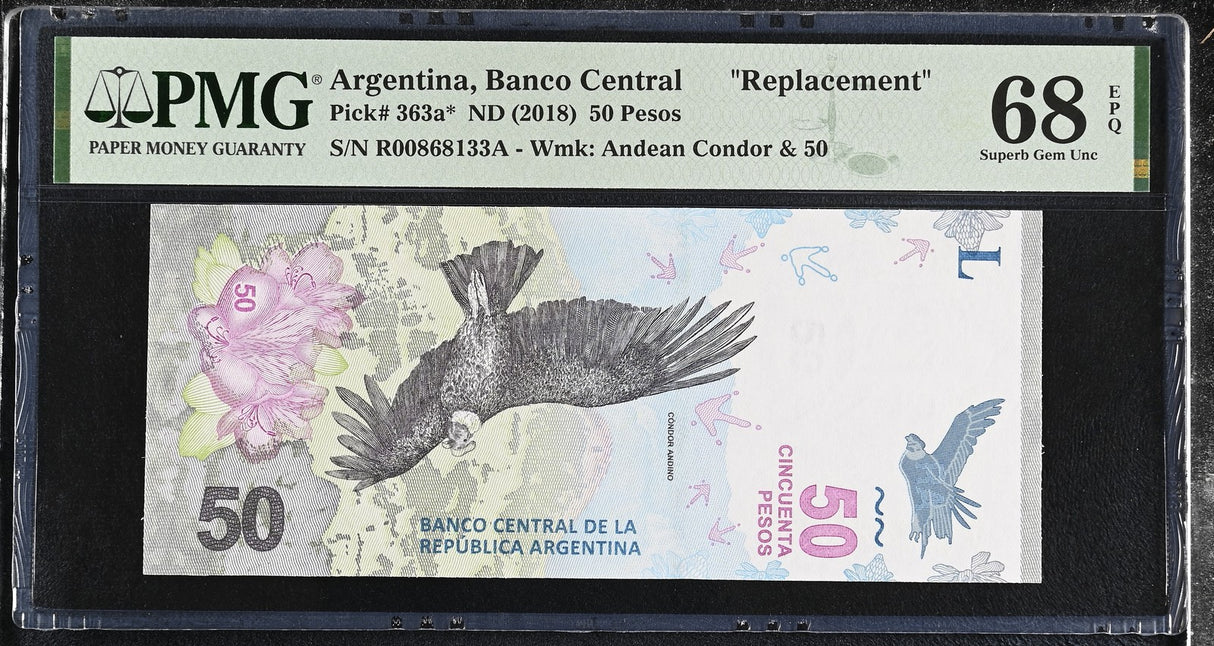 PMG®
PAPER MONEY GUARANTY
Argentina, Banco Central "Replacement"
Pick# 363a* ND (2018) 50 Pesos
S/N R00868133A - Wmk: Andean Condor & 50
68
EPQ
Superb Gem Unc
50
50
BANCO CENTRAL DE LA
REPÚBLICA ARGENTINA
CÓNDOR ANDINO
CINCUENTA
PESOS
50
L